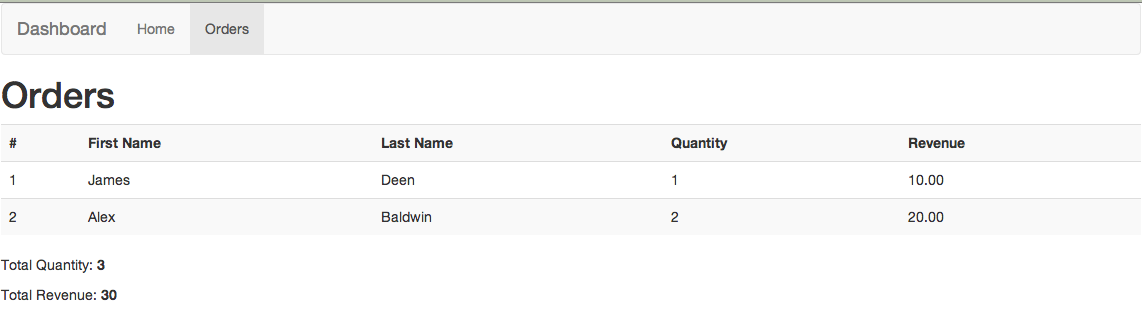 Dashboard Home Orders
Orders
# First Name Last Name Quantity Revenue
1 James Deen 1 10.00
2 Alex Baldwin 2 20.00
Total Quantity: 3
Total Revenue: 30